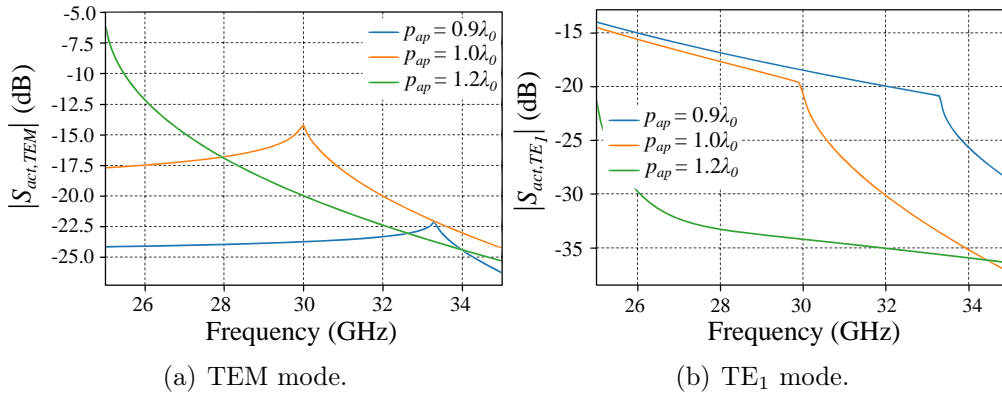 |S_act,TEM| (dB)
-5.0
-7.5
-10
-12.5
-15.0
-17.5
-20.0
-22.5
-25.0
p_ap = 0.9λ_0
p_ap = 1.0λ_0
p_ap = 1.2λ_0
26 28 30 32 34
Frequency (GHz)
(a) TEM mode.
|S_act,TE_1| (dB)
-15
-20
-25
-30
-35
p_ap = 0.9λ_0
p_ap = 1.0λ_0
p_ap = 1.2λ_0
26 28 30 32 34
Frequency (GHz)
(b) TE₁ mode.